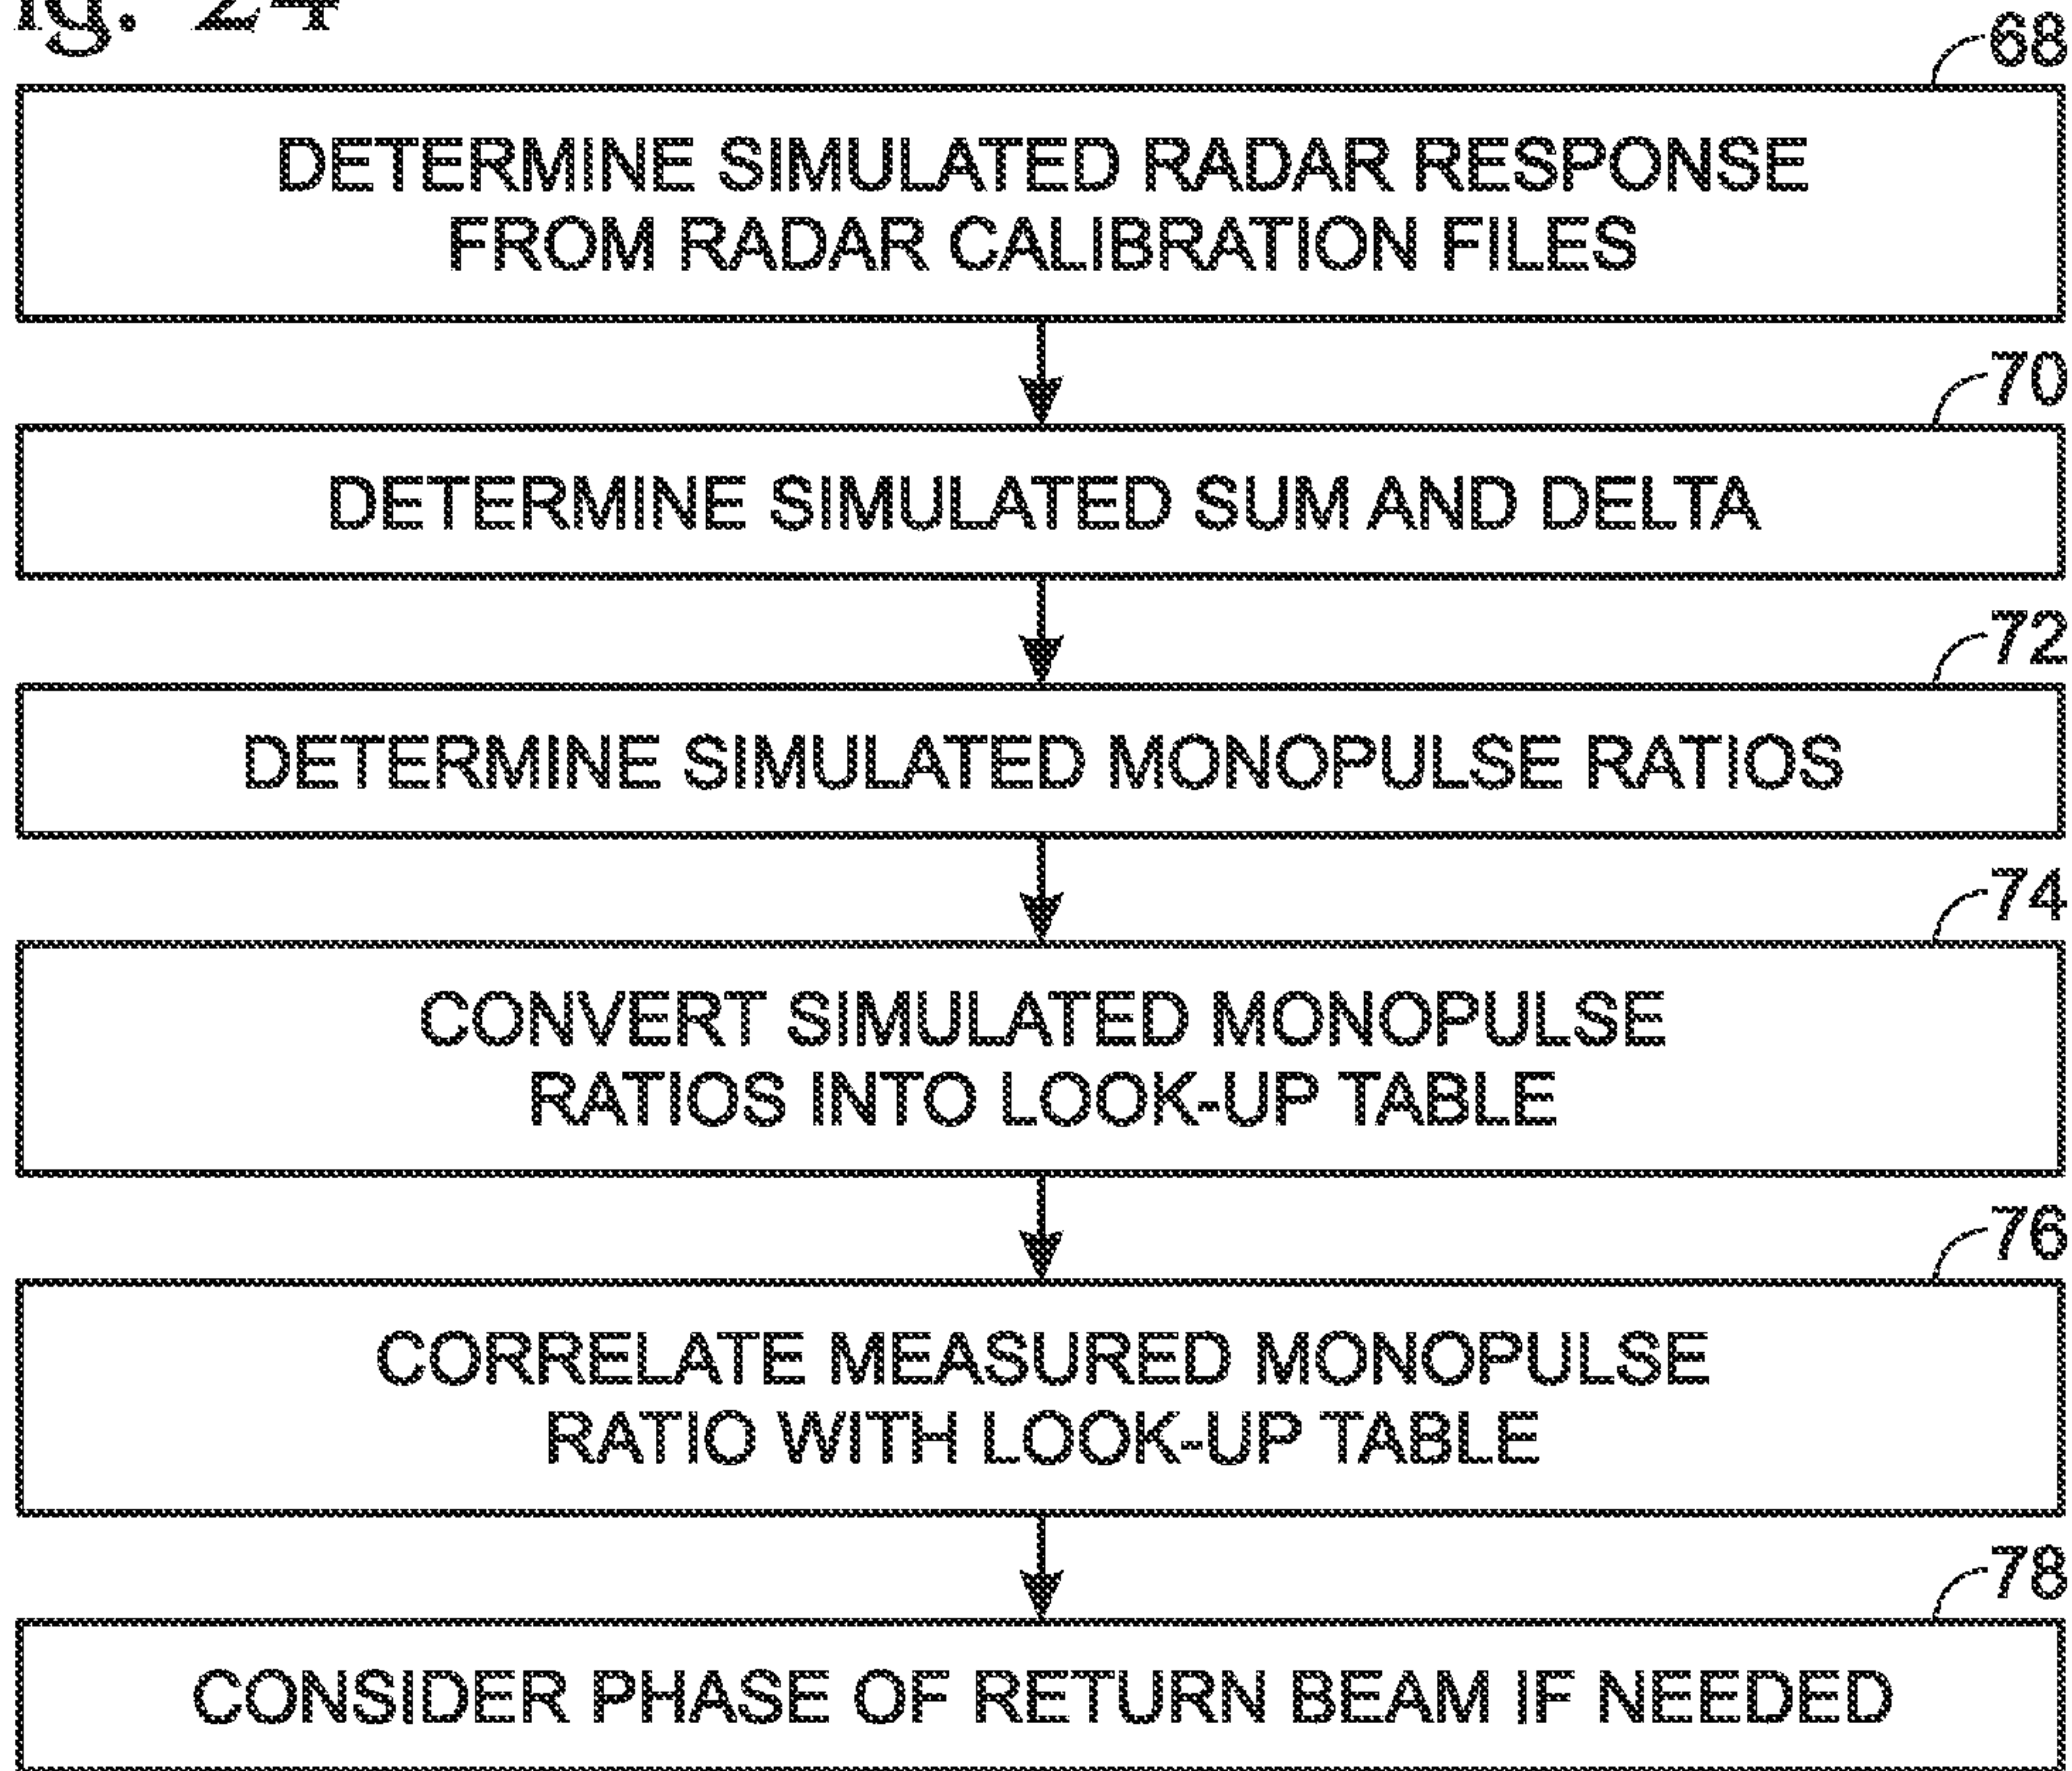 ig. 24
68
DETERMINE SIMULATED RADAR RESPONSE
FROM RADAR CALIBRATION FILES
70
DETERMINE SIMULATED SUM AND DELTA
72
DETERMINE SIMULATED MONOPULSE RATIOS
74
CONVERT SIMULATED MONOPULSE
RATIOS INTO LOOK-UP TABLE
76
CORRELATE MEASURED MONOPULSE
RATIO WITH LOOK-UP TABLE
78
CONSIDER PHASE OF RETURN BEAM IF NEEDED